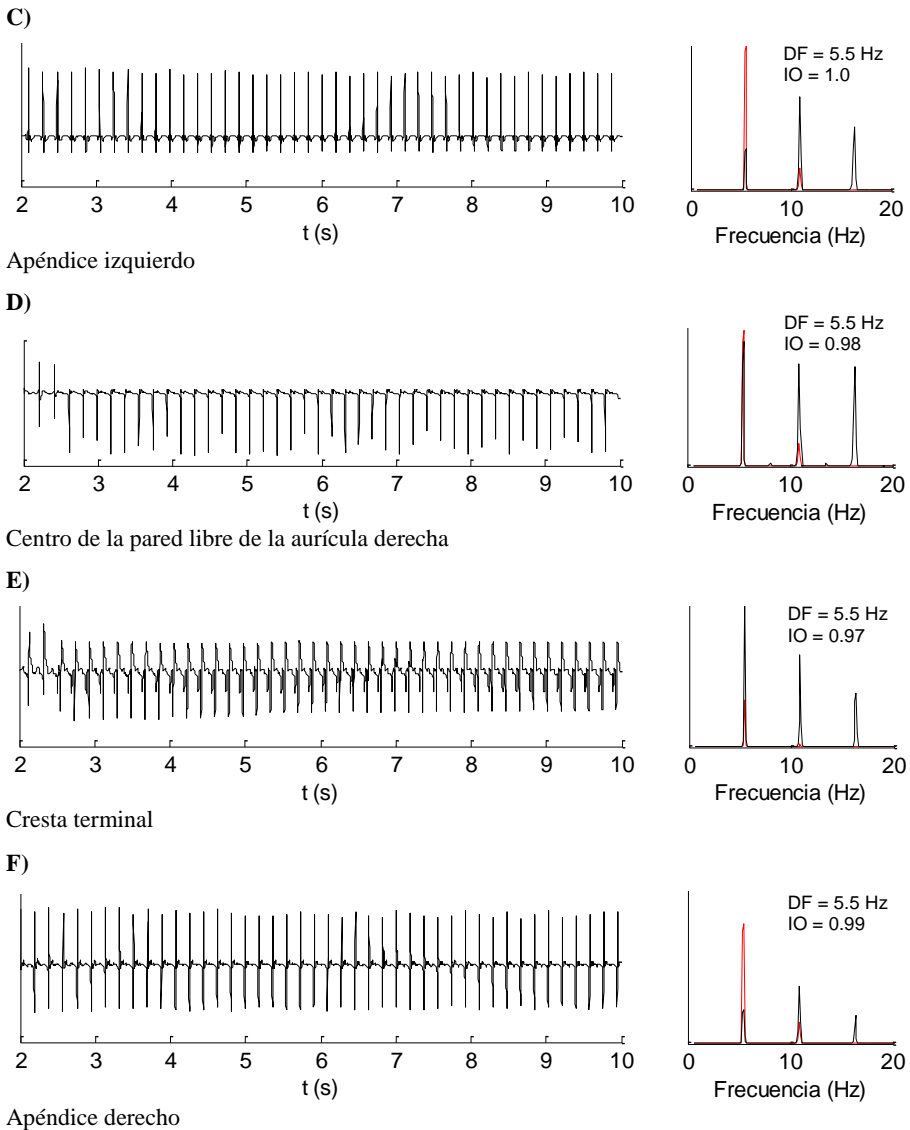 C)
DF = 5.5 Hz
IO = 1.0
2 3 4 5 6 7 8 9 10
t (s)
0 10 20
Frecuencia (Hz)
Apéndice izquierdo
D)
DF = 5.5 Hz
IO = 0.98
2 3 4 5 6 7 8 9 10
t (s)
0 10 20
Frecuencia (Hz)
Centro de la pared libre de la aurícula derecha
E)
DF = 5.5 Hz
IO = 0.97
2 3 4 5 6 7 8 9 10
t (s)
0 10 20
Frecuencia (Hz)
Cresta terminal
F)
DF = 5.5 Hz
IO = 0.99
2 3 4 5 6 7 8 9 10
t (s)
0 10 20
Frecuencia (Hz)
Apéndice derecho